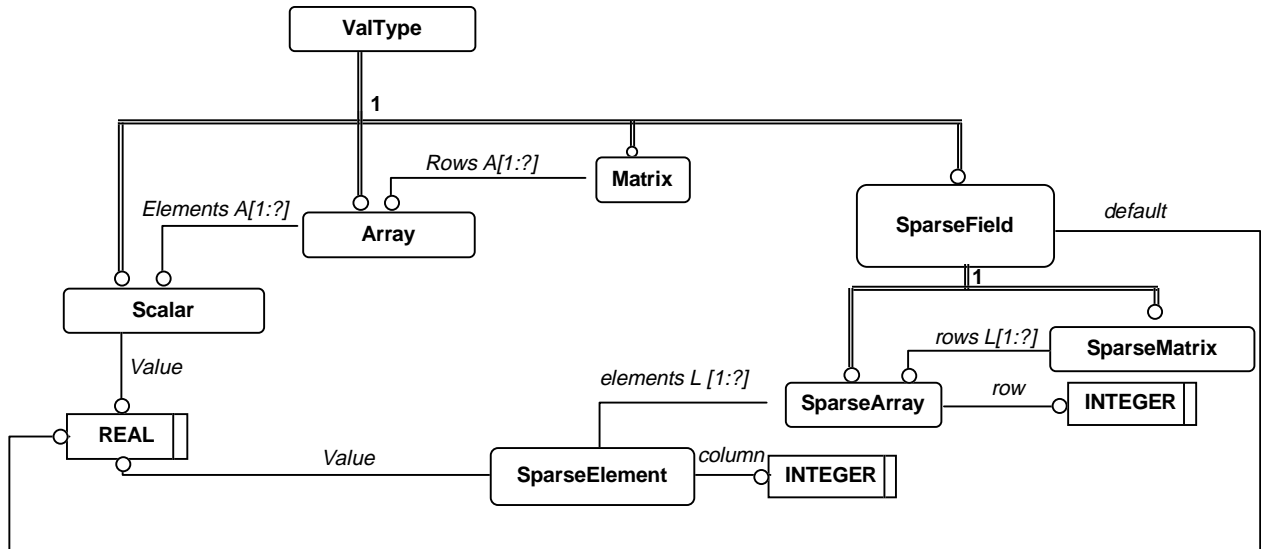 ValType
1
Rows A[1:?]
Matrix
Elements A[1:?]
Array
SparseField
default
1
Scalar
Value
rows L[1:?]
SparseMatrix
elements L [1:?]
SparseArray
row
INTEGER
REAL
Value
SparseElement
column
INTEGER